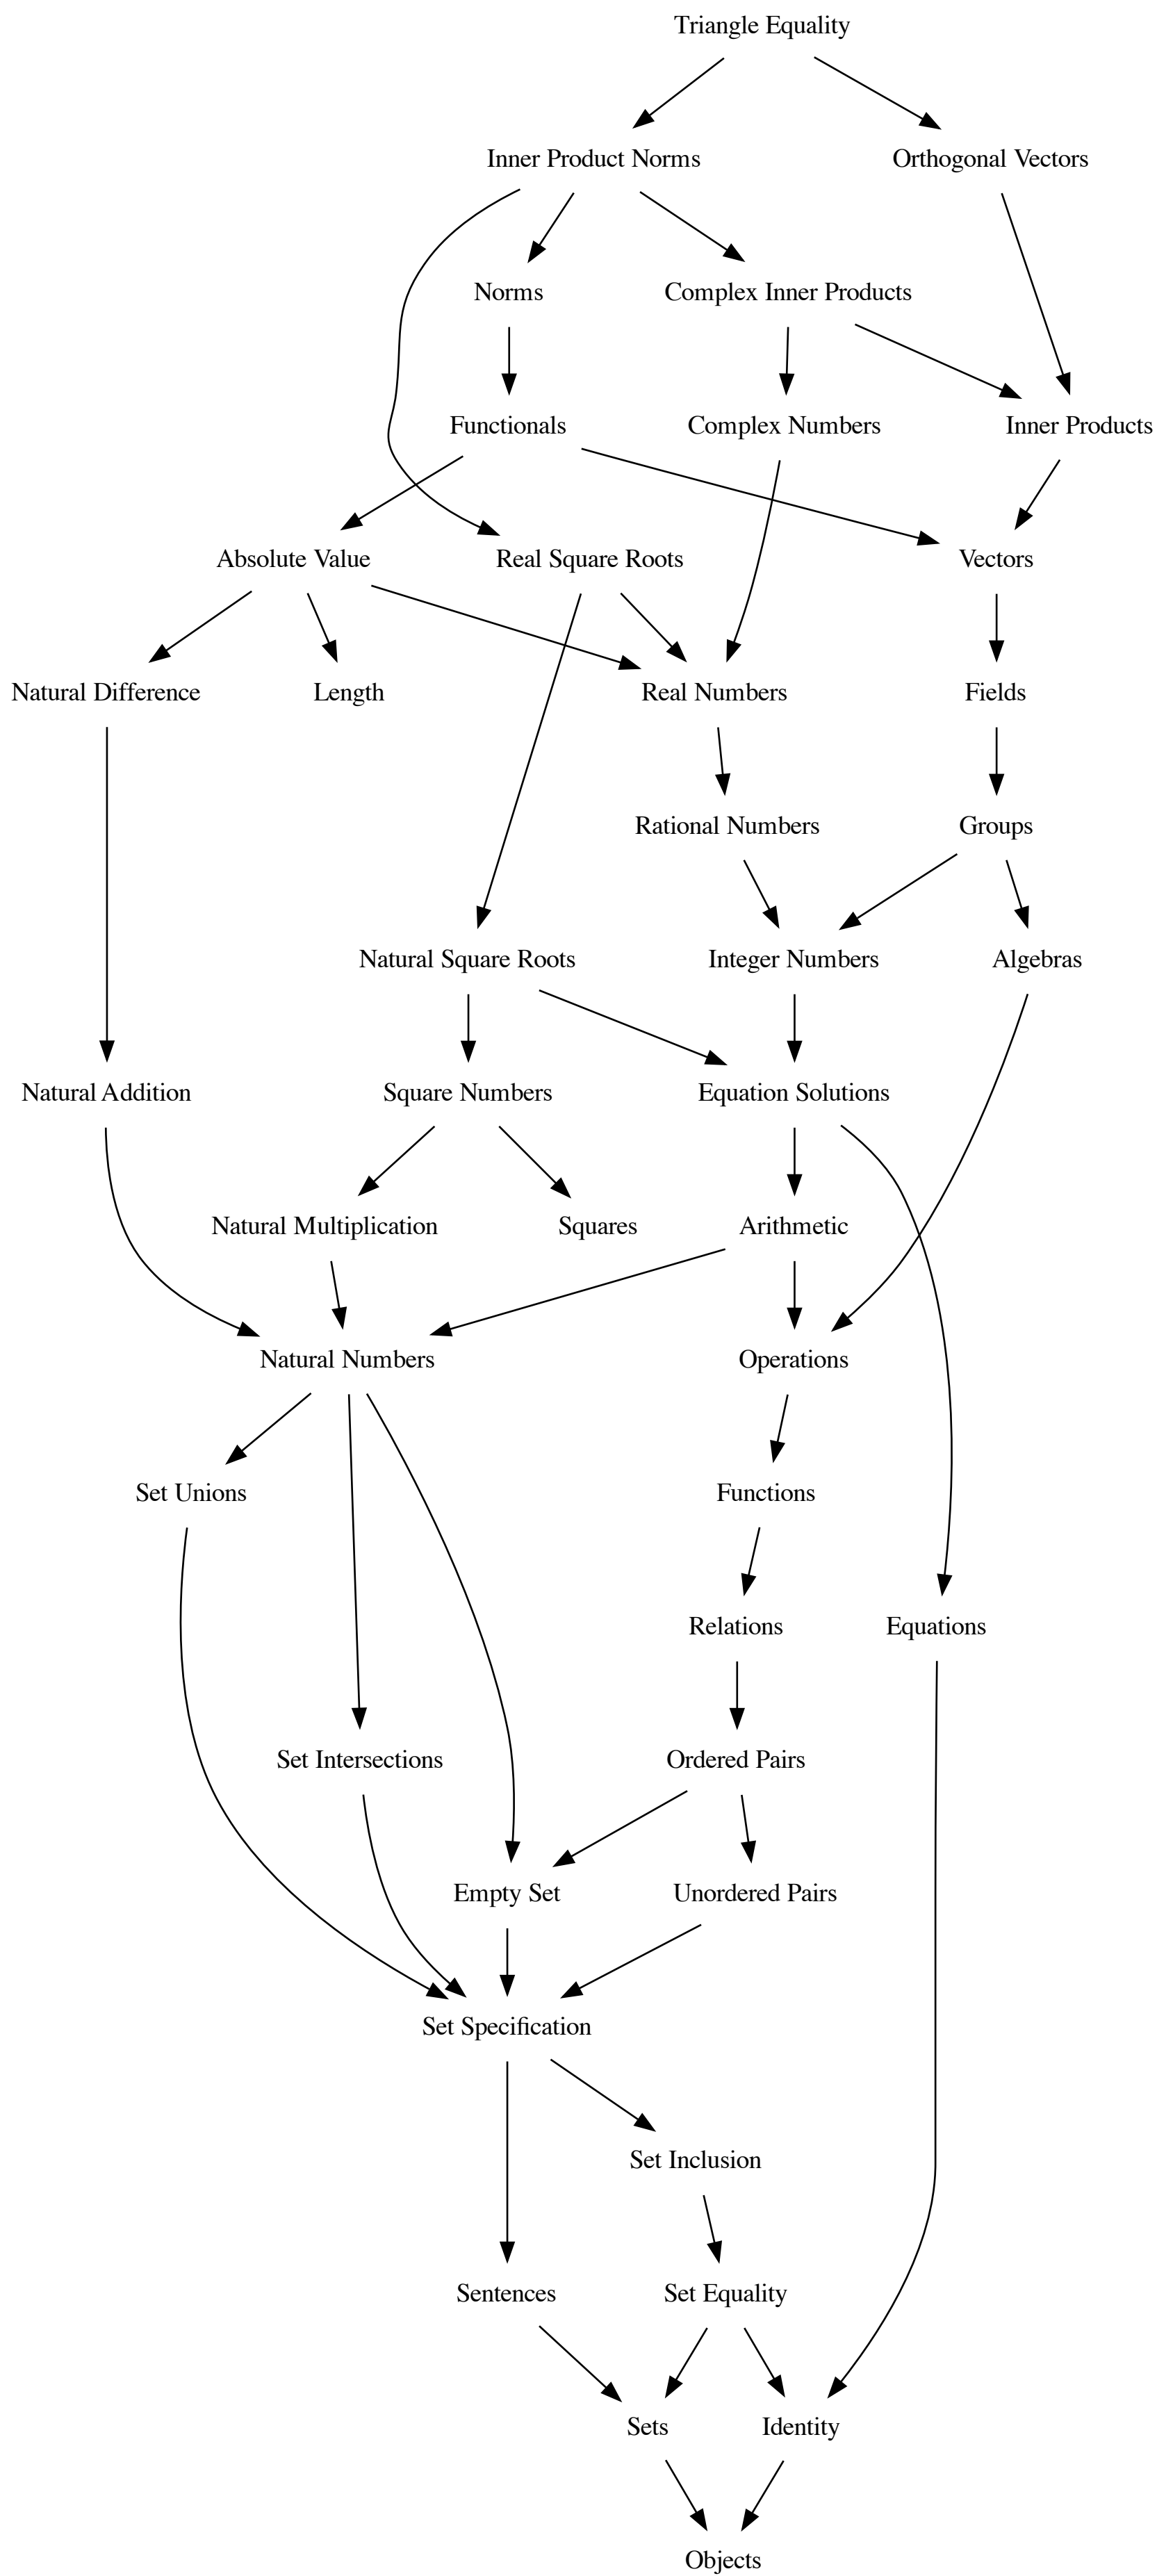 Triangle Equality
Inner Product Norms
Orthogonal Vectors
Norms
Complex Inner Products
Functionals
Complex Numbers
Inner Products
Absolute Value
Real Square Roots
Vectors
Natural Difference
Length
Real Numbers
Fields
Rational Numbers
Groups
Natural Square Roots
Integer Numbers
Algebras
Natural Addition
Square Numbers
Equation Solutions
Natural Multiplication
Squares
Arithmetic
Natural Numbers
Operations
Set Unions
Functions
Relations
Equations
Set Intersections
Ordered Pairs
Empty Set
Unordered Pairs
Set Specification
Set Inclusion
Sentences
Set Equality
Sets
Identity
Objects